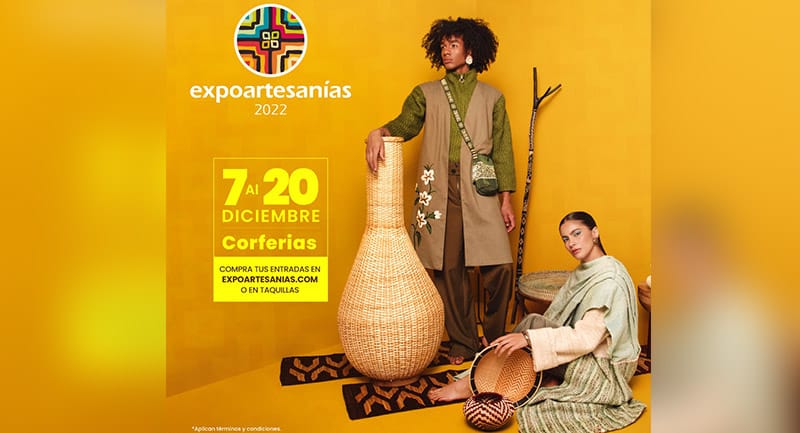 expoartesanías
2022
7 Al 20
DICIEMBRE
Corferias
COMPRA TUS ENTRADAS EN
EXPOARTESANIAS.COM
O EN TAQUILLAS
*Aplican términos y condiciones.